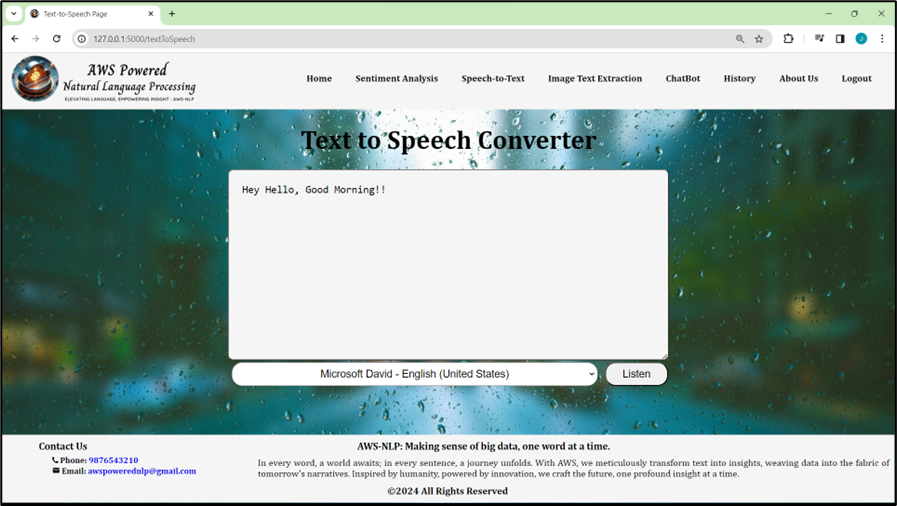 Text-to-Speech Page
127.0.0.1:5000/textToSpeech
J
AWS Powered
Natural Language Processing
ELEVATING LANGUAGE, EMPOWERING INSIGHT : AWS-NLP
Home Sentiment Analysis Speech-to-Text Image Text Extraction ChatBot History About Us Logout
Text to Speech Converter
Hey Hello, Good Morning!!
Microsoft David - English (United States)
Listen
Contact Us
Phone: 9876543210
Email: awspowerednlp@gmail.com
AWS-NLP: Making sense of big data, one word at a time.
In every word, a world awaits; in every sentence, a journey unfolds. With AWS, we meticulously transform text into insights, weaving data into the fabric of
tomorrow's narratives. Inspired by humanity, powered by innovation, we craft the future, one profound insight at a time.
©2024 All Rights Reserved